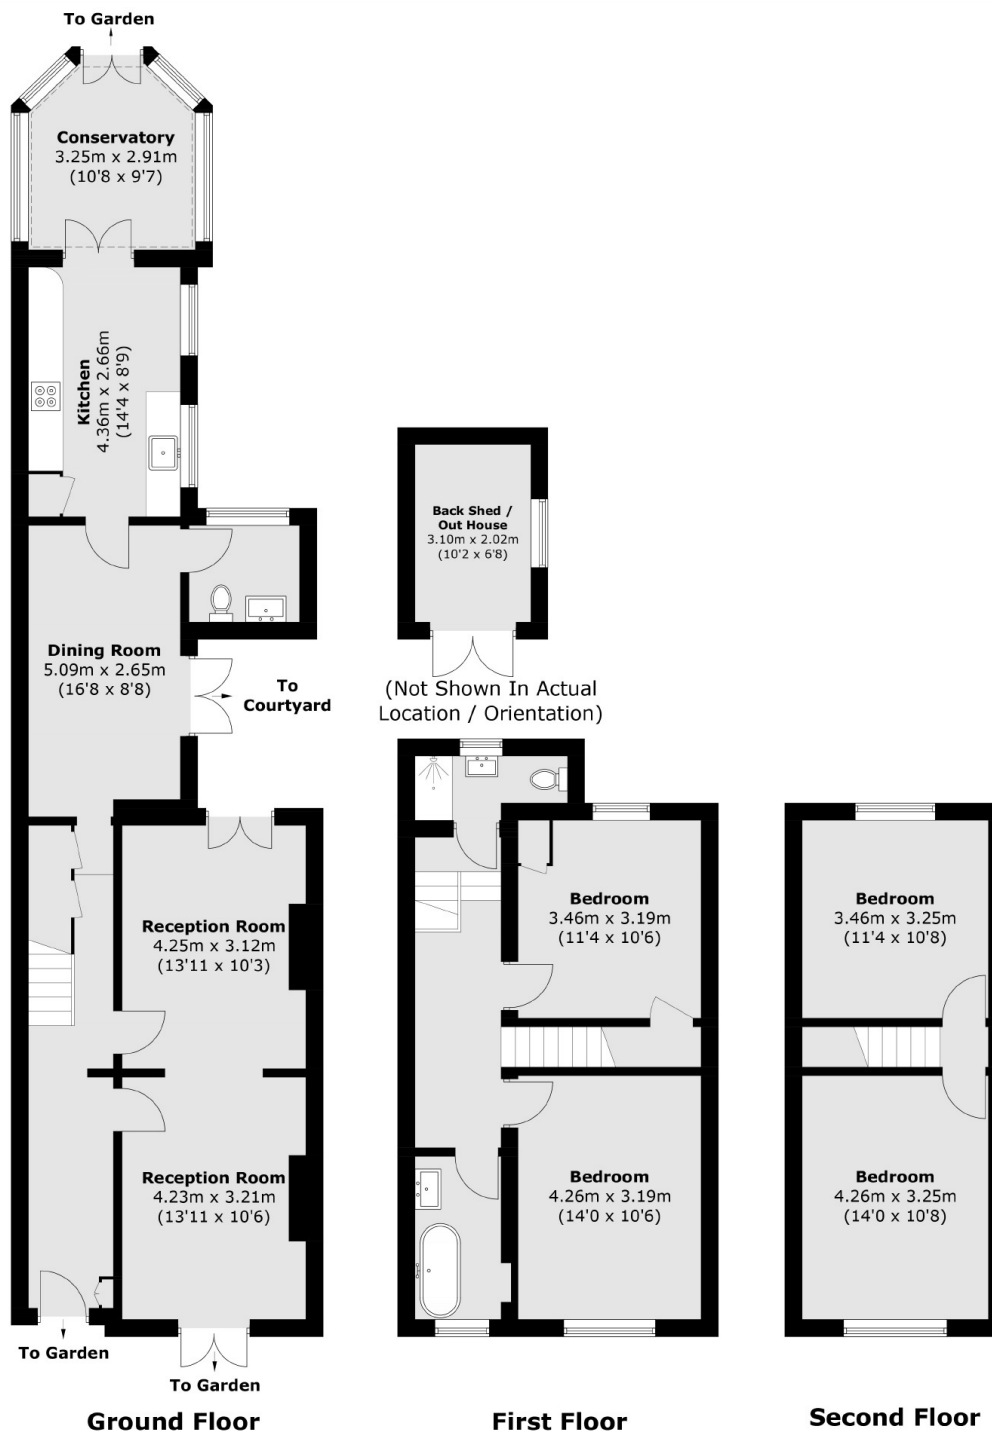 To Garden
Conservatory
3.25m x 2.91m
(10'8 x 9'7)
Kitchen
4.36m x 2.66m
(14'4 x 8'9)
Back Shed /
Out House
3.10m x 2.02m
(10'2 x 6'8)
(Not Shown In Actual
Location / Orientation)
Dining Room
5.09m x 2.65m
(16'8 x 8'8)
To
Courtyard
Reception Room
4.25m x 3.12m
(13'11 x 10'3)
Reception Room
4.23m x 3.21m
(13'11 x 10'6)
To Garden
To Garden
Ground Floor
Bedroom
3.46m x 3.19m
(11'4 x 10'6)
Bedroom
4.26m x 3.19m
(14'0 x 10'6)
First Floor
Bedroom
3.46m x 3.25m
(11'4 x 10'8)
Bedroom
4.26m x 3.25m
(14'0 x 10'8)
Second Floor